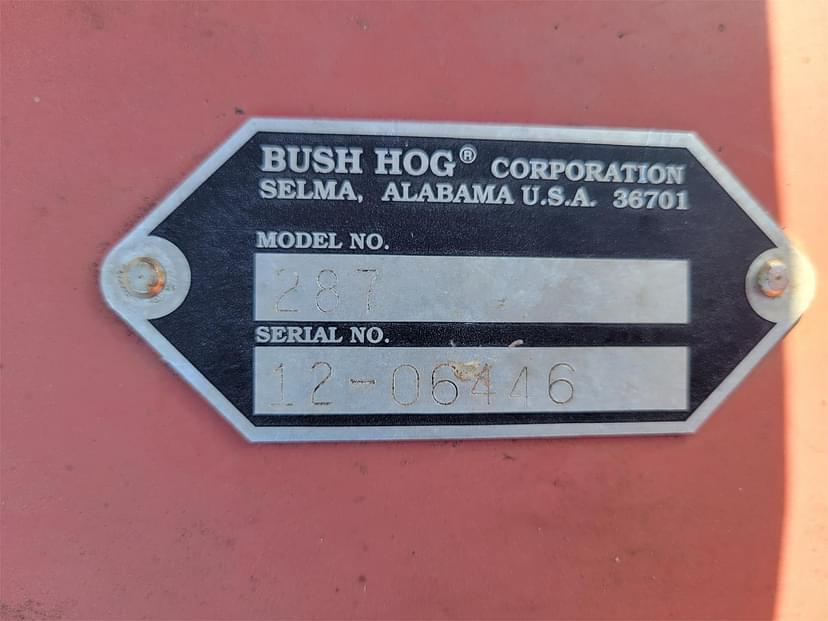 BUSH HOG® CORPORATION
SELMA, ALABAMA U.S.A. 36701
MODEL NO.
287
SERIAL NO.
12-06446